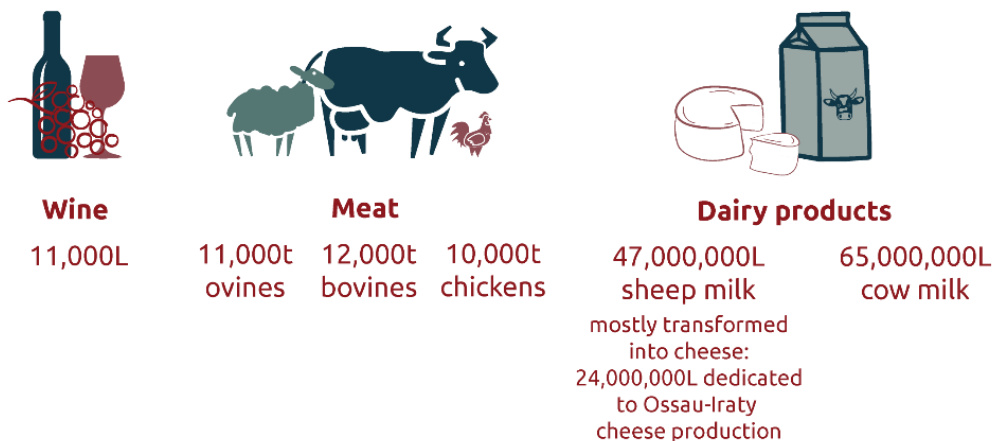 Wine
11,000L
Meat
11,000t
ovines
12,000t
bovines
10,000t
chickens
Dairy products
47,000,000L
sheep milk
mostly transformed
into cheese:
24,000,000L dedicated
to Ossau-Iraty
cheese production
65,000,000L
cow milk